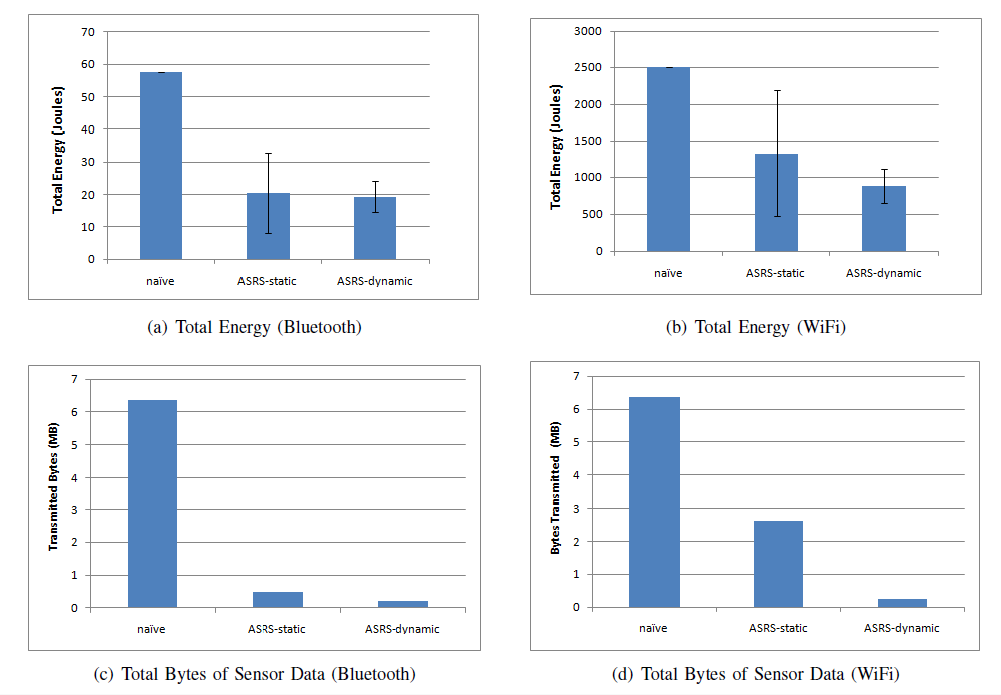 70
60
50
40
30
20
10
0
Total Energy (Joules)
naïve
ASRS-static
ASRS-dynamic
(a) Total Energy (Bluetooth)
3000
2500
2000
1500
1000
500
0
Total Energy (Joules)
naïve
ASRS-static
ASRS-dynamic
(b) Total Energy (WiFi)
7
6
5
4
3
2
1
0
Transmitted Bytes (MB)
naïve
ASRS-static
ASRS-dynamic
(c) Total Bytes of Sensor Data (Bluetooth)
7
6
5
4
3
2
1
0
Bytes Transmitted (MB)
naïve
ASRS-static
ASRS-dynamic
(d) Total Bytes of Sensor Data (WiFi)